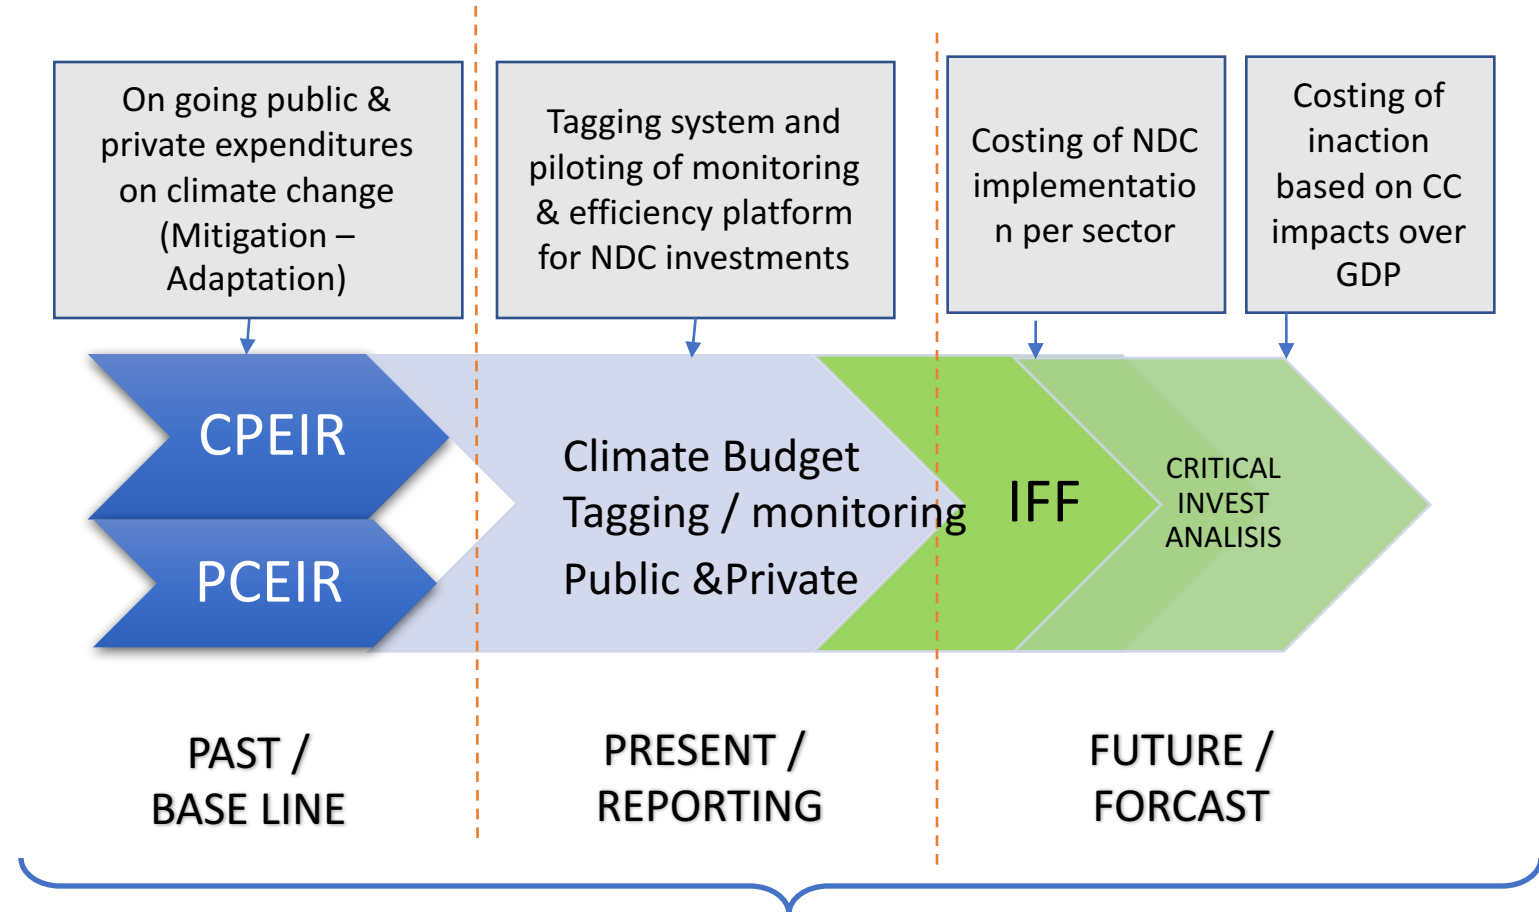 On going public &
private expenditures
on climate change
(Mitigation –
Adaptation)
Tagging system and
piloting of monitoring
& efficiency platform
for NDC investments
Costing of NDC
implementatio
n per sector
Costing of
inaction
based on CC
impacts over
GDP
CPEIR
PCEIR
Climate Budget
Tagging / monitoring
Public &Private
IFF
CRITICAL
INVEST
ANALISIS
PAST /
BASE LINE
PRESENT /
REPORTING
FUTURE /
FORCAST